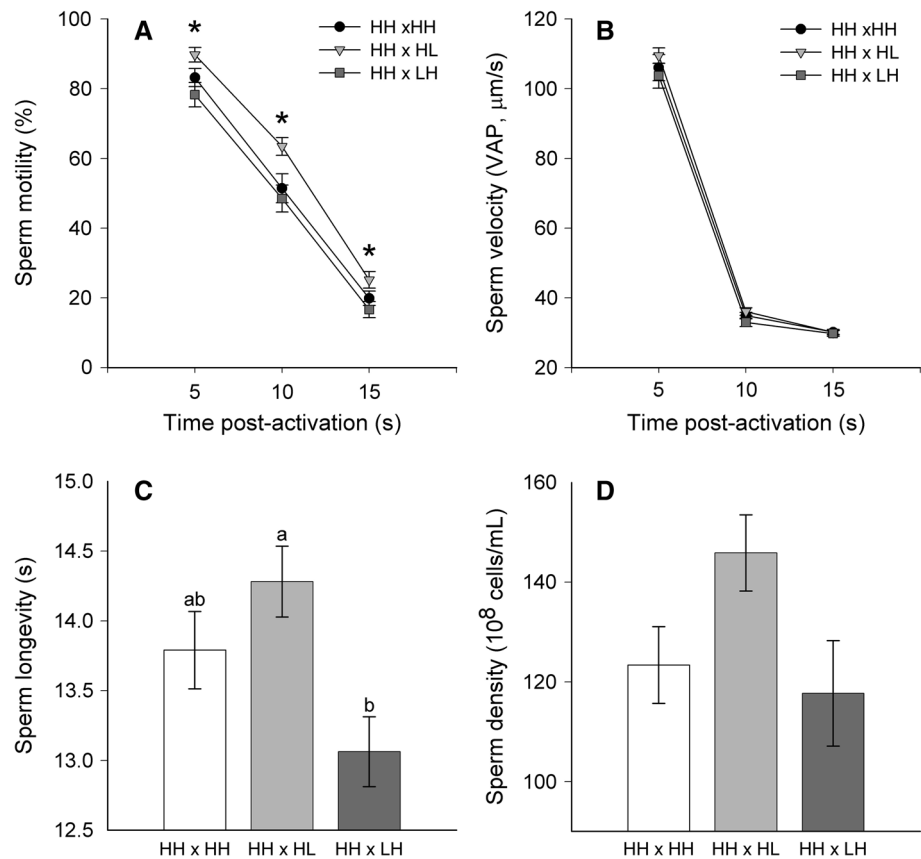 A
HH xHH
HH x HL
HH x LH
Sperm motility (%)
100
80
60
40
20
0
*
*
*
5 10 15
Time post-activation (s)
B
HH xHH
HH x HL
HH x LH
Sperm velocity (VAP, μm/s)
120
100
80
60
40
20
5 10 15
Time post-activation (s)
C
Sperm longevity (s)
15.0
14.5
14.0
13.5
13.0
12.5
ab
a
b
HH x HH HH x HL HH x LH
D
Sperm density (10⁸ cells/mL)
160
140
120
100
HH x HH HH x HL HH x LH